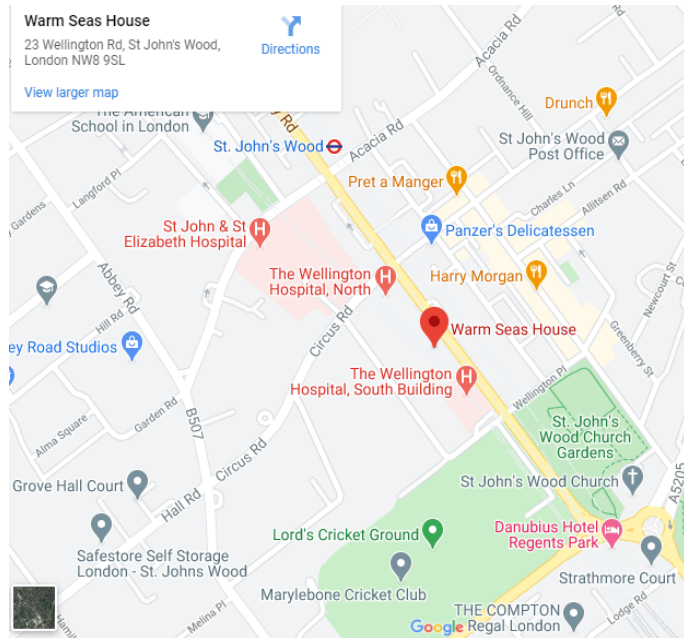 Warm Seas House
23 Wellington Rd, St John's Wood,
London NW8 9SL
Directions
View larger map
The American
School in London
Rd
Acacia Rd
Ordnance Hill
Drunch
St. John's Wood
Acacia Rd
St John's Wood
Post Office
Langford Pl
Pret a Manger
Charles Ln
Allitsen Rd
Gardens
St John & St
Elizabeth Hospital
Panzer's Delicatessen
Abbey Rd
The Wellington
Hospital, North
Harry Morgan
Newcourt St
Hill Rd
Circus Rd
Warm Seas House
Greenberry St
ey Road Studios
The Wellington
Hospital, South Building
Wellington Pl
Garden Rd
B507
Alma Square
St. John's
Wood Church
Gardens
Circus Rd
Grove Hall Court
Hall Rd
St John's Wood Church
A5205
Lord's Cricket Ground
Danubius Hotel
Regents Park
Safestore Self Storage
London - St. Johns Wood
Marylebone Cricket Club
Strathmore Court
Melina Pl
Google
THE COMPTON
Regal London
Lodge Rd